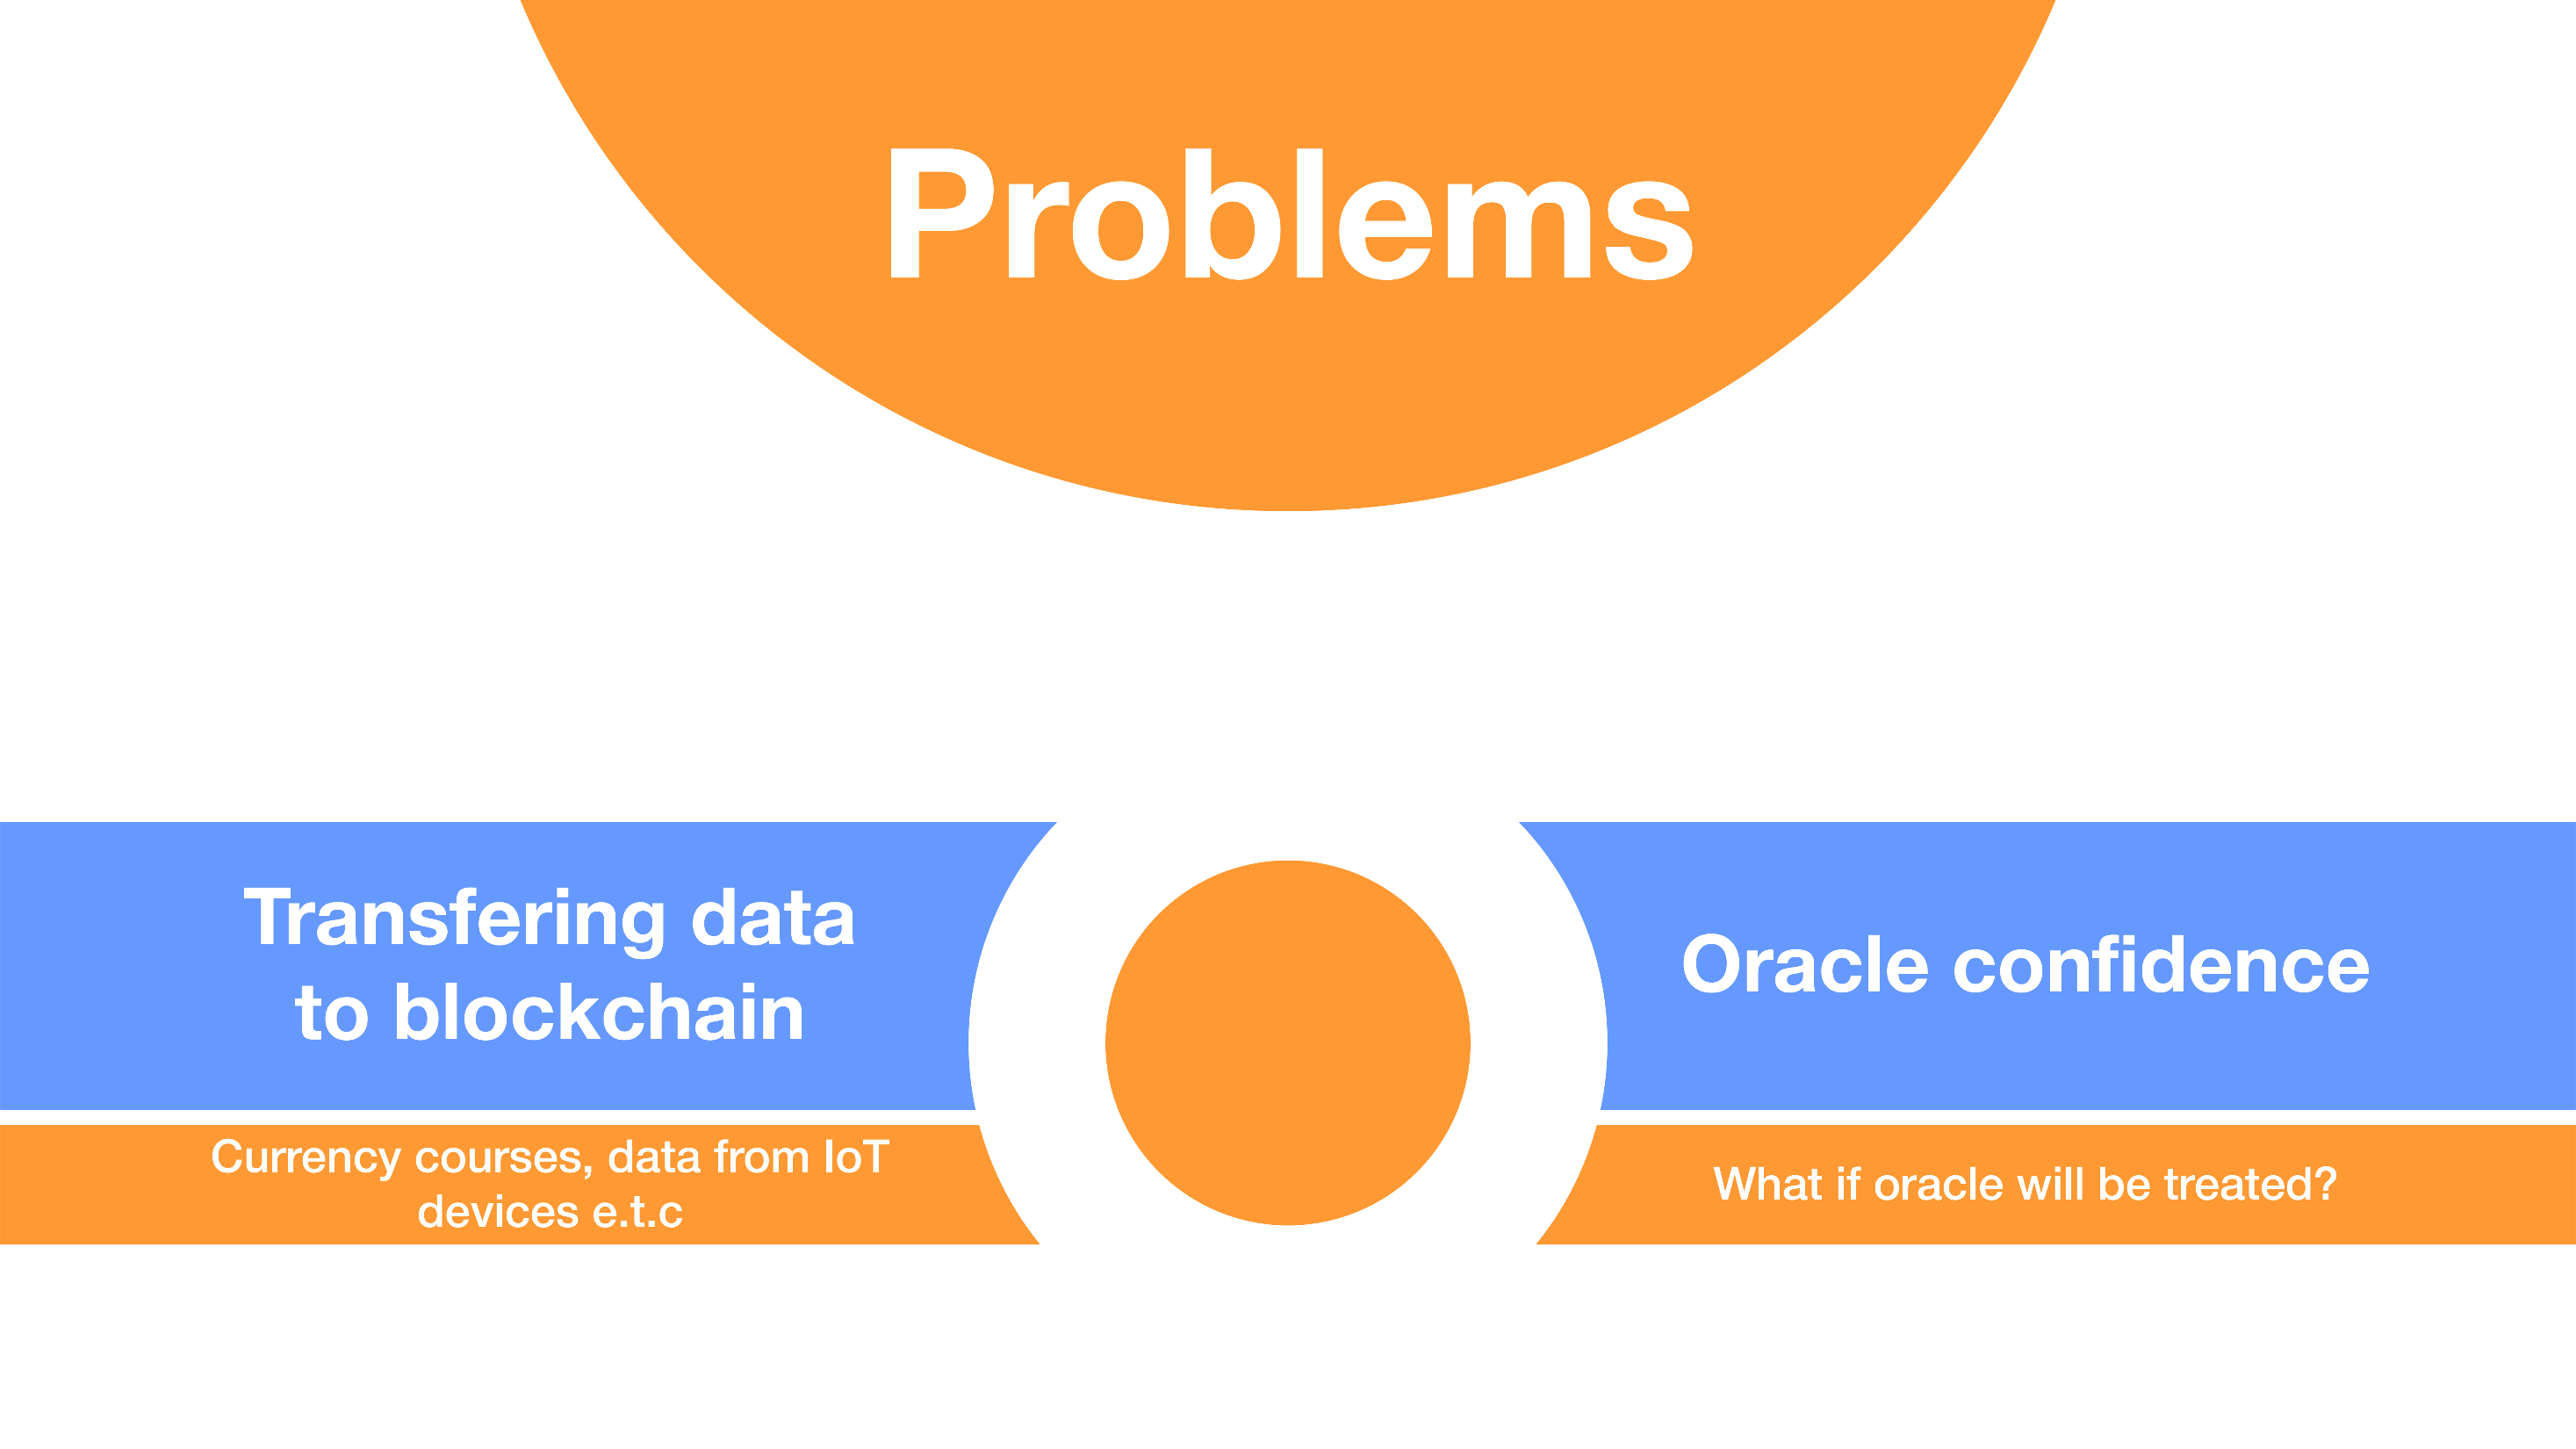 Problems
Transfering data
to blockchain
Currency courses, data from IoT
devices e.t.c
Oracle confidence
What if oracle will be treated?